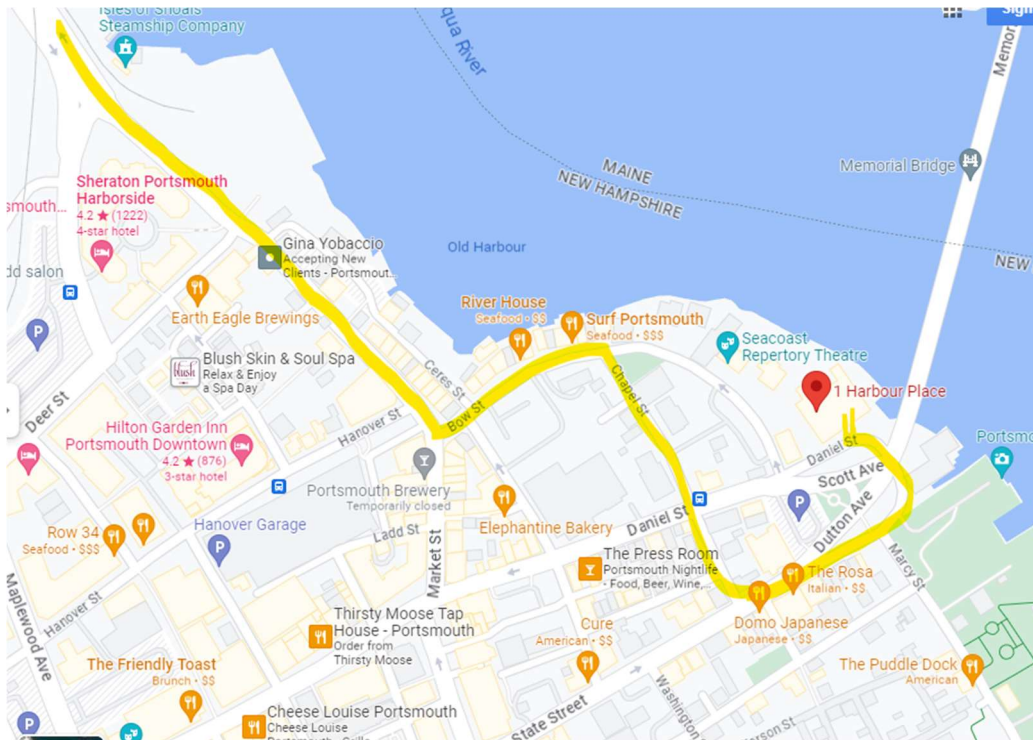 Isles of Shoals
Steamship Company
qua River
Sign
Memor
MAINE
NEW HAMPSHIRE
Memorial Bridge
NEW
Sheraton Portsmouth
Harborside
4.2 ★ (1222)
4-star hotel
smouth...
dd salon
Gina Yobaccio
Accepting New
Clients - Portsmout...
Old Harbour
P
Earth Eagle Brewings
River House
Seafood • $$
Surf Portsmouth
Seafood • $$$
Seacoast
Repertory Theatre
blush
Blush Skin & Soul Spa
Relax & Enjoy
a Spa Day
Ceres St
Chapel St
1 Harbour Place
Deer St
Bow St
Hanover St
Hilton Garden Inn
Portsmouth Downtown
4.2 ★ (876)
3-star hotel
Daniel St
Portsmo
Scott Ave
Portsmouth Brewery
Temporarily closed
P
Dutton Ave
Row 34
Seafood • $$$
Hanover Garage
P
Ladd St
Elephantine Bakery
Daniel St
Market St
Marcy St
The Press Room
Portsmouth Nightlife
- Food, Beer, Wine,...
The Rosa
Italian • $$
Maplewood Ave
Hanover St
Thirsty Moose Tap
House - Portsmouth
Order from
Thirsty Moose
Cure
American • $$
Domo Japanese
Japanese • $$
The Friendly Toast
Brunch • $$
The Puddle Dock
American
P
Cheese Louise Portsmouth
Cheese Louise
State Street
Washington
erson St